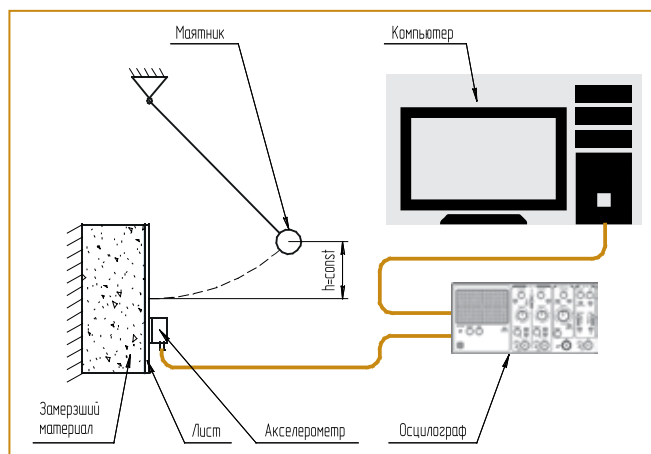 Маятник
Компьютер
h=const
Замерзший
материал
Лист
Акселерометр
Осцилограф